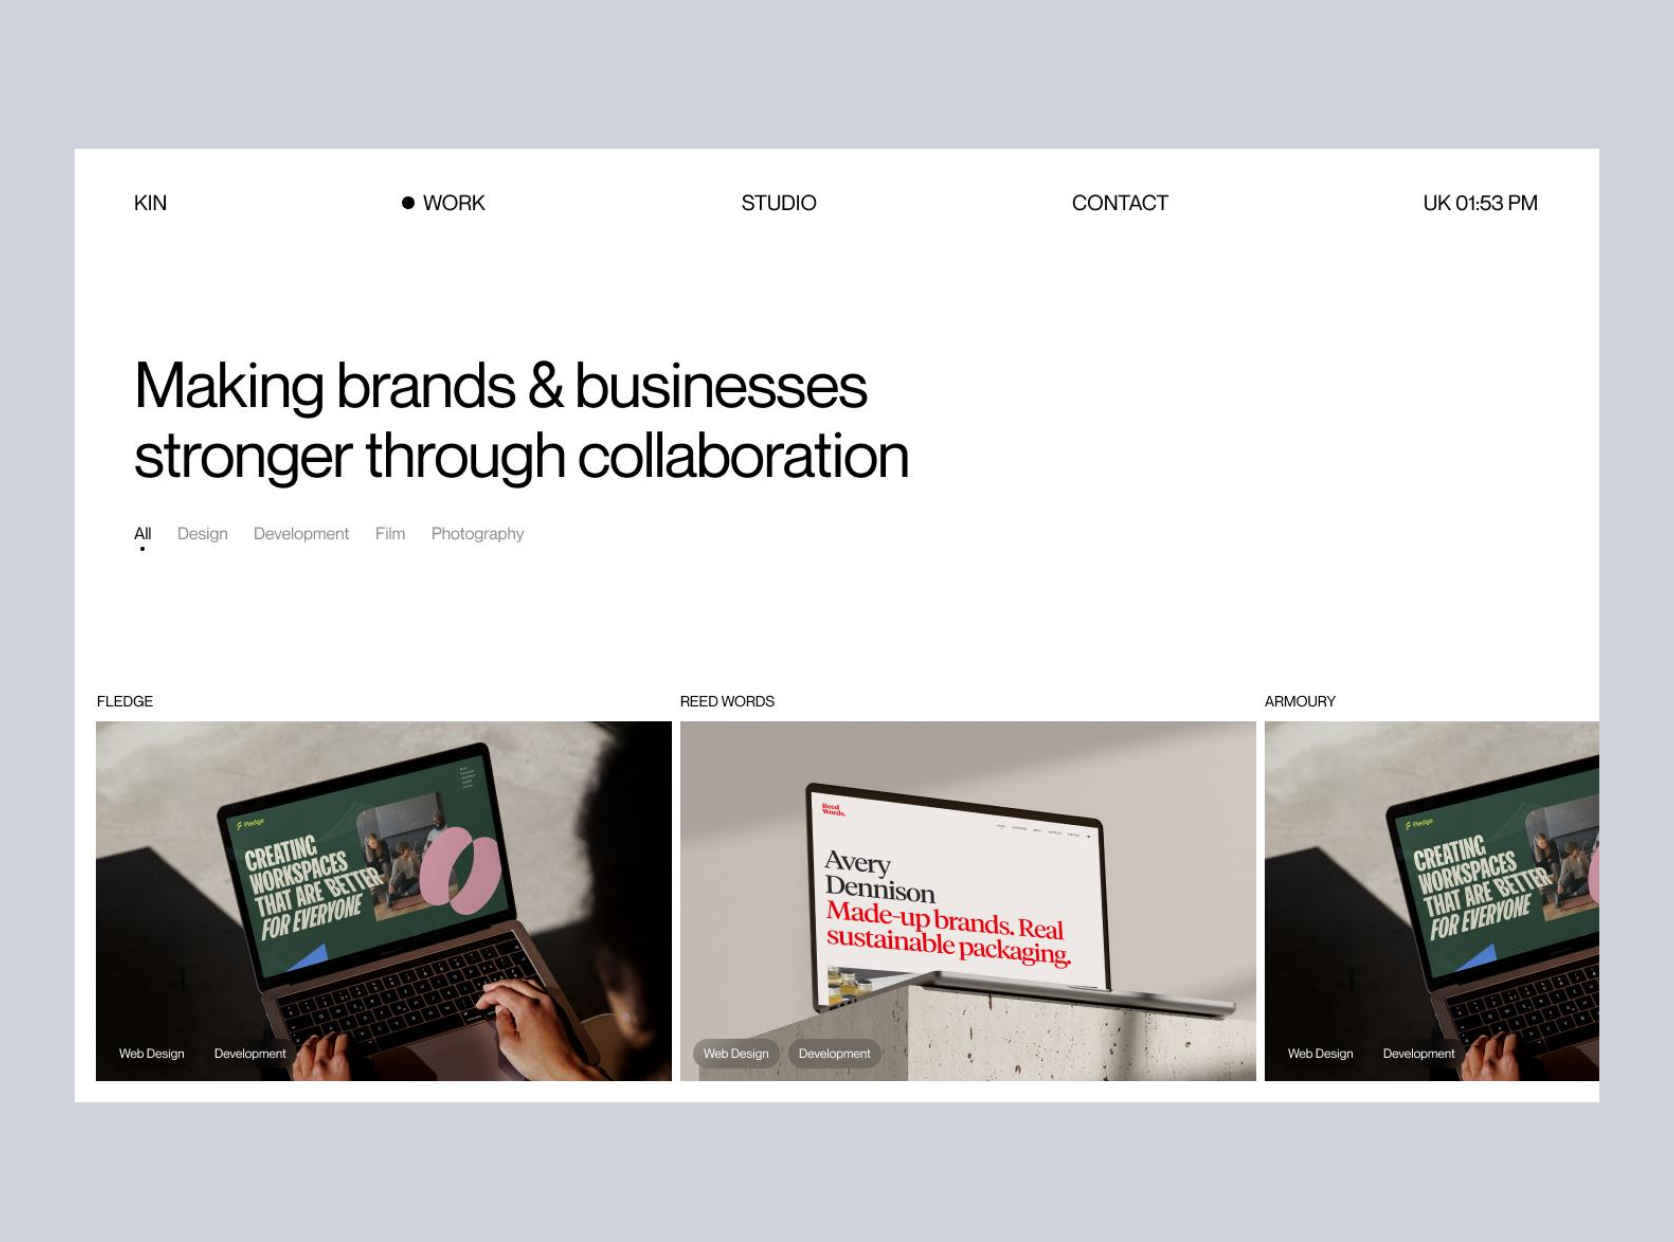 KIN
WORK
STUDIO
CONTACT
UK 01:53 PM
Making brands & businesses
stronger through collaboration
All
Design
Development
Film
Photography
FLEDGE
REED WORDS
ARMOURY
Fledge
CREATING
WORKSPACES
THAT ARE BETTER
FOR EVERYONE
Web Design
Development
Reed
Words.
Avery
Dennison
Made-up brands. Real
sustainable packaging.
Web Design
Development
Fledge
CREATING
WORKSPACES
THAT ARE BETTER
FOR EVERYONE
Web Design
Development